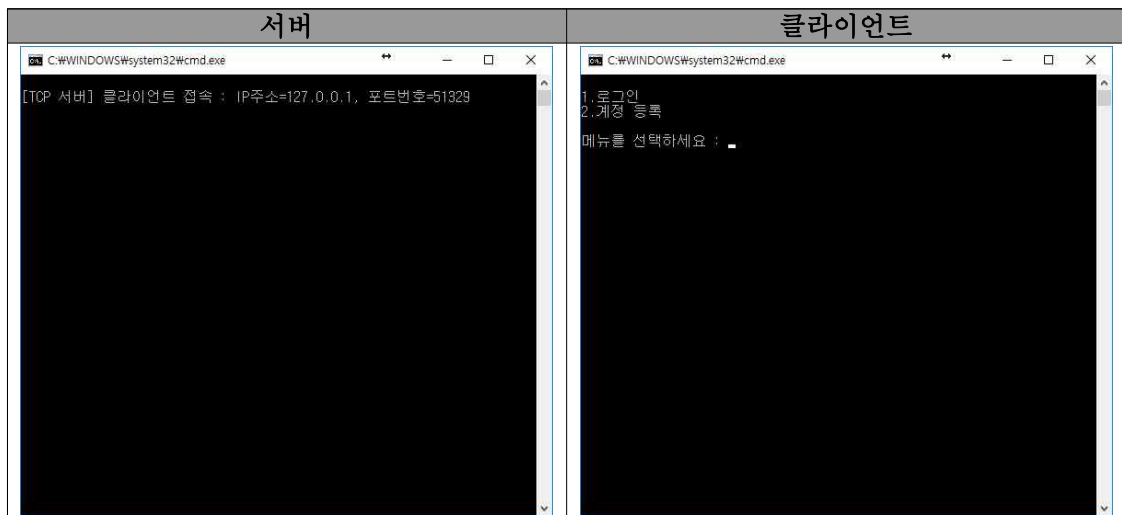 서버
클라이언트
C:₩WINDOWS₩system32₩cmd.exe
[TCP 서버] 클라이언트 접속 : IP주소=127.0.0.1, 포트번호=51329
C:₩WINDOWS₩system32₩cmd.exe
1.로그인
2.계정 등록
메뉴를 선택하세요 :